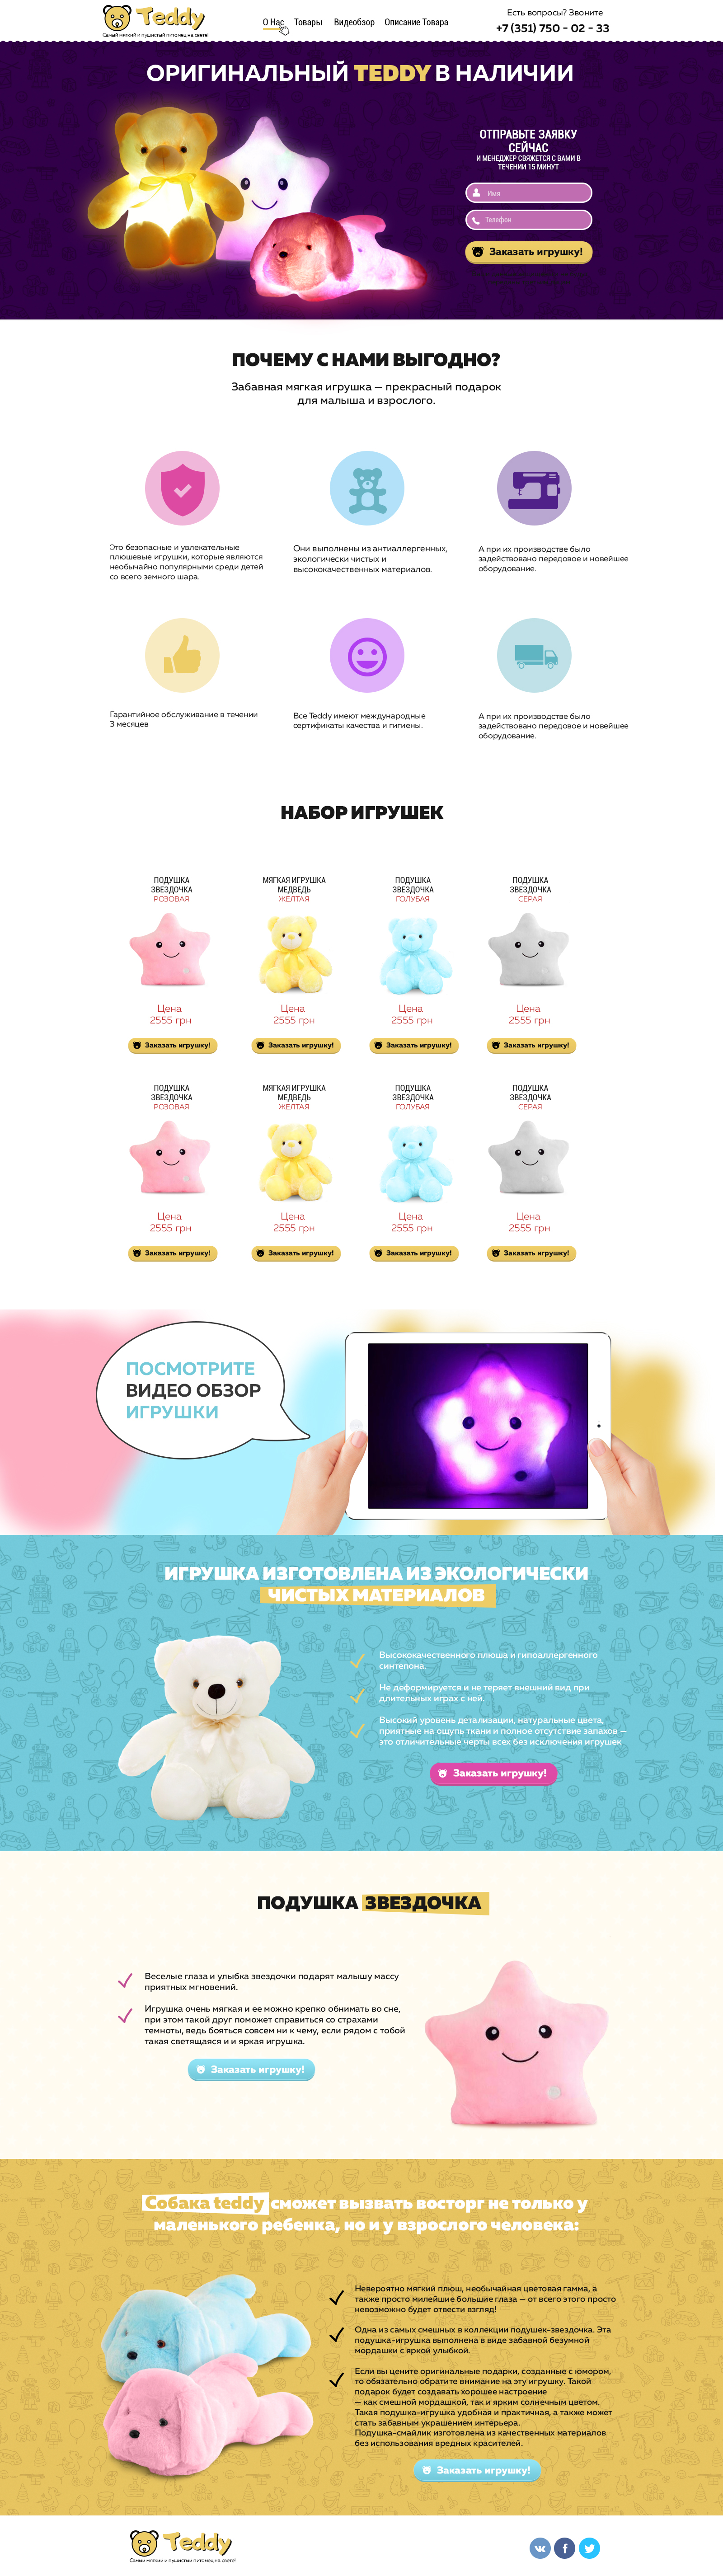 Teddy
Самый мягкий и пушистый питомец на свете!
О Нас Товары Видеобзор Описание Товара
Есть вопросы? Звоните
+7 (351) 750 - 02 - 33
ОРИГИНАЛЬНЫЙ TEDDY В НАЛИЧИИ
ОТПРАВЬТЕ ЗАЯВКУ
СЕЙЧАС
И МЕНЕДЖЕР СВЯЖЕТСЯ С ВАМИ В
ТЕЧЕНИИ 15 МИНУТ
Имя
Телефон
Заказать игрушку!
ПОЧЕМУ С НАМИ ВЫГОДНО?
Забавная мягкая игрушка — прекрасный подарок
для малыша и взрослого.
Это безопасные и увлекательные
плюшевые игрушки, которые являются
необычайно популярными среди детей
со всего земного шара.
Они выполнены из антиаллергенных,
экологически чистых и
высококачественных материалов.
А при их производстве было
задействовано передовое и новейшее
оборудование.
Гарантийное обслуживание в течении
3 месяцев
Все Teddy имеют международные
сертификаты качества и гигиены.
А при их производстве было
задействовано передовое и новейшее
оборудование.
НАБОР ИГРУШЕК
ПОДУШКА
ЗВЕЗДОЧКА
РОЗОВАЯ
Цена
2555 грн
Заказать игрушку!
МЯГКАЯ ИГРУШКА
МЕДВЕДЬ
ЖЕЛТАЯ
Цена
2555 грн
Заказать игрушку!
ПОДУШКА
ЗВЕЗДОЧКА
ГОЛУБАЯ
Цена
2555 грн
Заказать игрушку!
ПОДУШКА
ЗВЕЗДОЧКА
СЕРАЯ
Цена
2555 грн
Заказать игрушку!
ПОДУШКА
ЗВЕЗДОЧКА
РОЗОВАЯ
Цена
2555 грн
Заказать игрушку!
МЯГКАЯ ИГРУШКА
МЕДВЕДЬ
ЖЕЛТАЯ
Цена
2555 грн
Заказать игрушку!
ПОДУШКА
ЗВЕЗДОЧКА
ГОЛУБАЯ
Цена
2555 грн
Заказать игрушку!
ПОДУШКА
ЗВЕЗДОЧКА
СЕРАЯ
Цена
2555 грн
Заказать игрушку!
ПОСМОТРИТЕ
ВИДЕО ОБЗОР
ИГРУШКИ
ИГРУШКА ИЗГОТОВЛЕНА ИЗ ЭКОЛОГИЧЕСКИ
ЧИСТЫХ МАТЕРИАЛОВ
Высококачественного плюша и гипоаллергенного
синтепона.
Не деформируется и не теряет внешний вид при
длительных играх с ней.
Высокий уровень детализации, натуральные цвета,
приятные на ощупь ткани и полное отсутствие запахов —
это отличительные черты всех без исключения игрушек
Заказать игрушку!
ПОДУШКА ЗВЕЗДОЧКА
Веселые глаза и улыбка звездочки подарят малышу массу
приятных мгновений.
Игрушка очень мягкая и ее можно крепко обнимать во сне,
при этом такой друг поможет справиться со страхами
темноты, ведь бояться совсем ни к чему, если рядом с тобой
такая светящаяся и и яркая игрушка.
Заказать игрушку!
Собака teddy сможет вызвать восторг не только у
маленького ребенка, но и у взрослого человека:
Невероятно мягкий плюш, необычайная цветовая гамма, а
также просто милейшие большие глаза — от всего этого просто
невозможно будет отвести взгляд!
Одна из самых смешных в коллекции подушек-звездочка. Эта
подушка-игрушка выполнена в виде забавной безумной
мордашки с яркой улыбкой.
Если вы цените оригинальные подарки, созданные с юмором,
то обязательно обратите внимание на эту игрушку. Такой
подарок будет создавать хорошее настроение
— как смешной мордашкой, так и ярким солнечным цветом.
Такая подушка-игрушка удобная и практичная, а также может
стать забавным украшением интерьера.
Подушка-смайлик изготовлена из качественных материалов
без использования вредных красителей.
Заказать игрушку!
Teddy
Самый мягкий и пушистый питомец на свете!